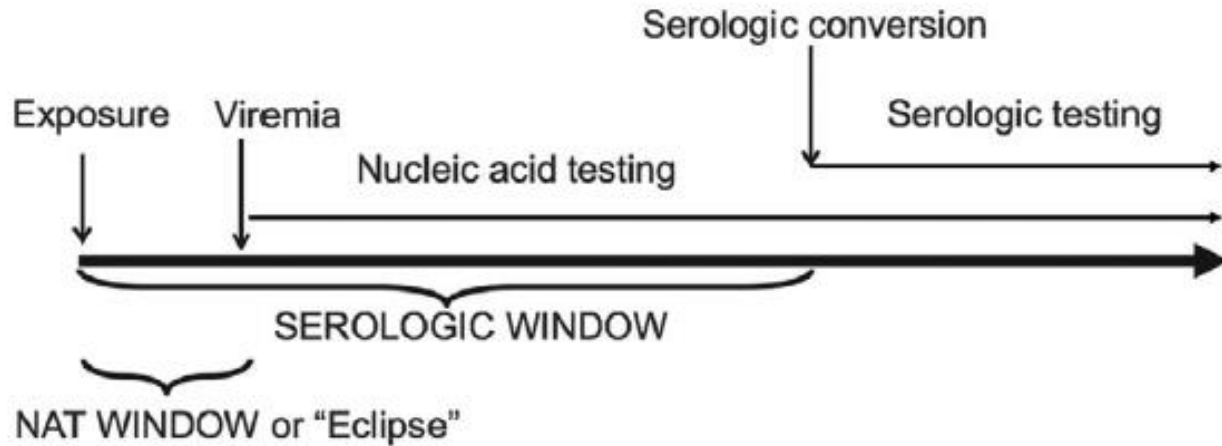 Serologic conversion
Exposure
Viremia
Serologic testing
Nucleic acid testing
SEROLOGIC WINDOW
NAT WINDOW or “Eclipse”